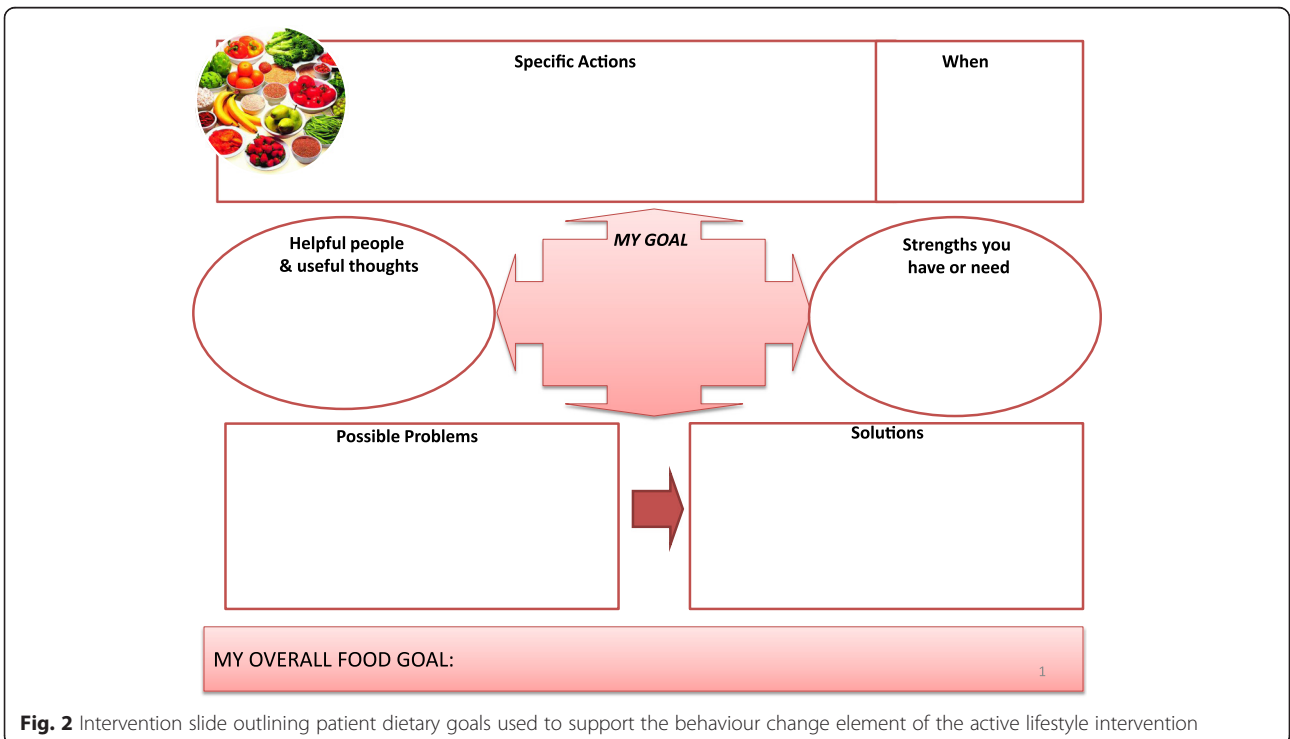 Specific Actions
When
MY GOAL
Helpful people
& useful thoughts
Strengths you
have or need
Possible Problems
Solutions
MY OVERALL FOOD GOAL:
1
Fig. 2 Intervention slide outlining patient dietary goals used to support the behaviour change element of the active lifestyle intervention